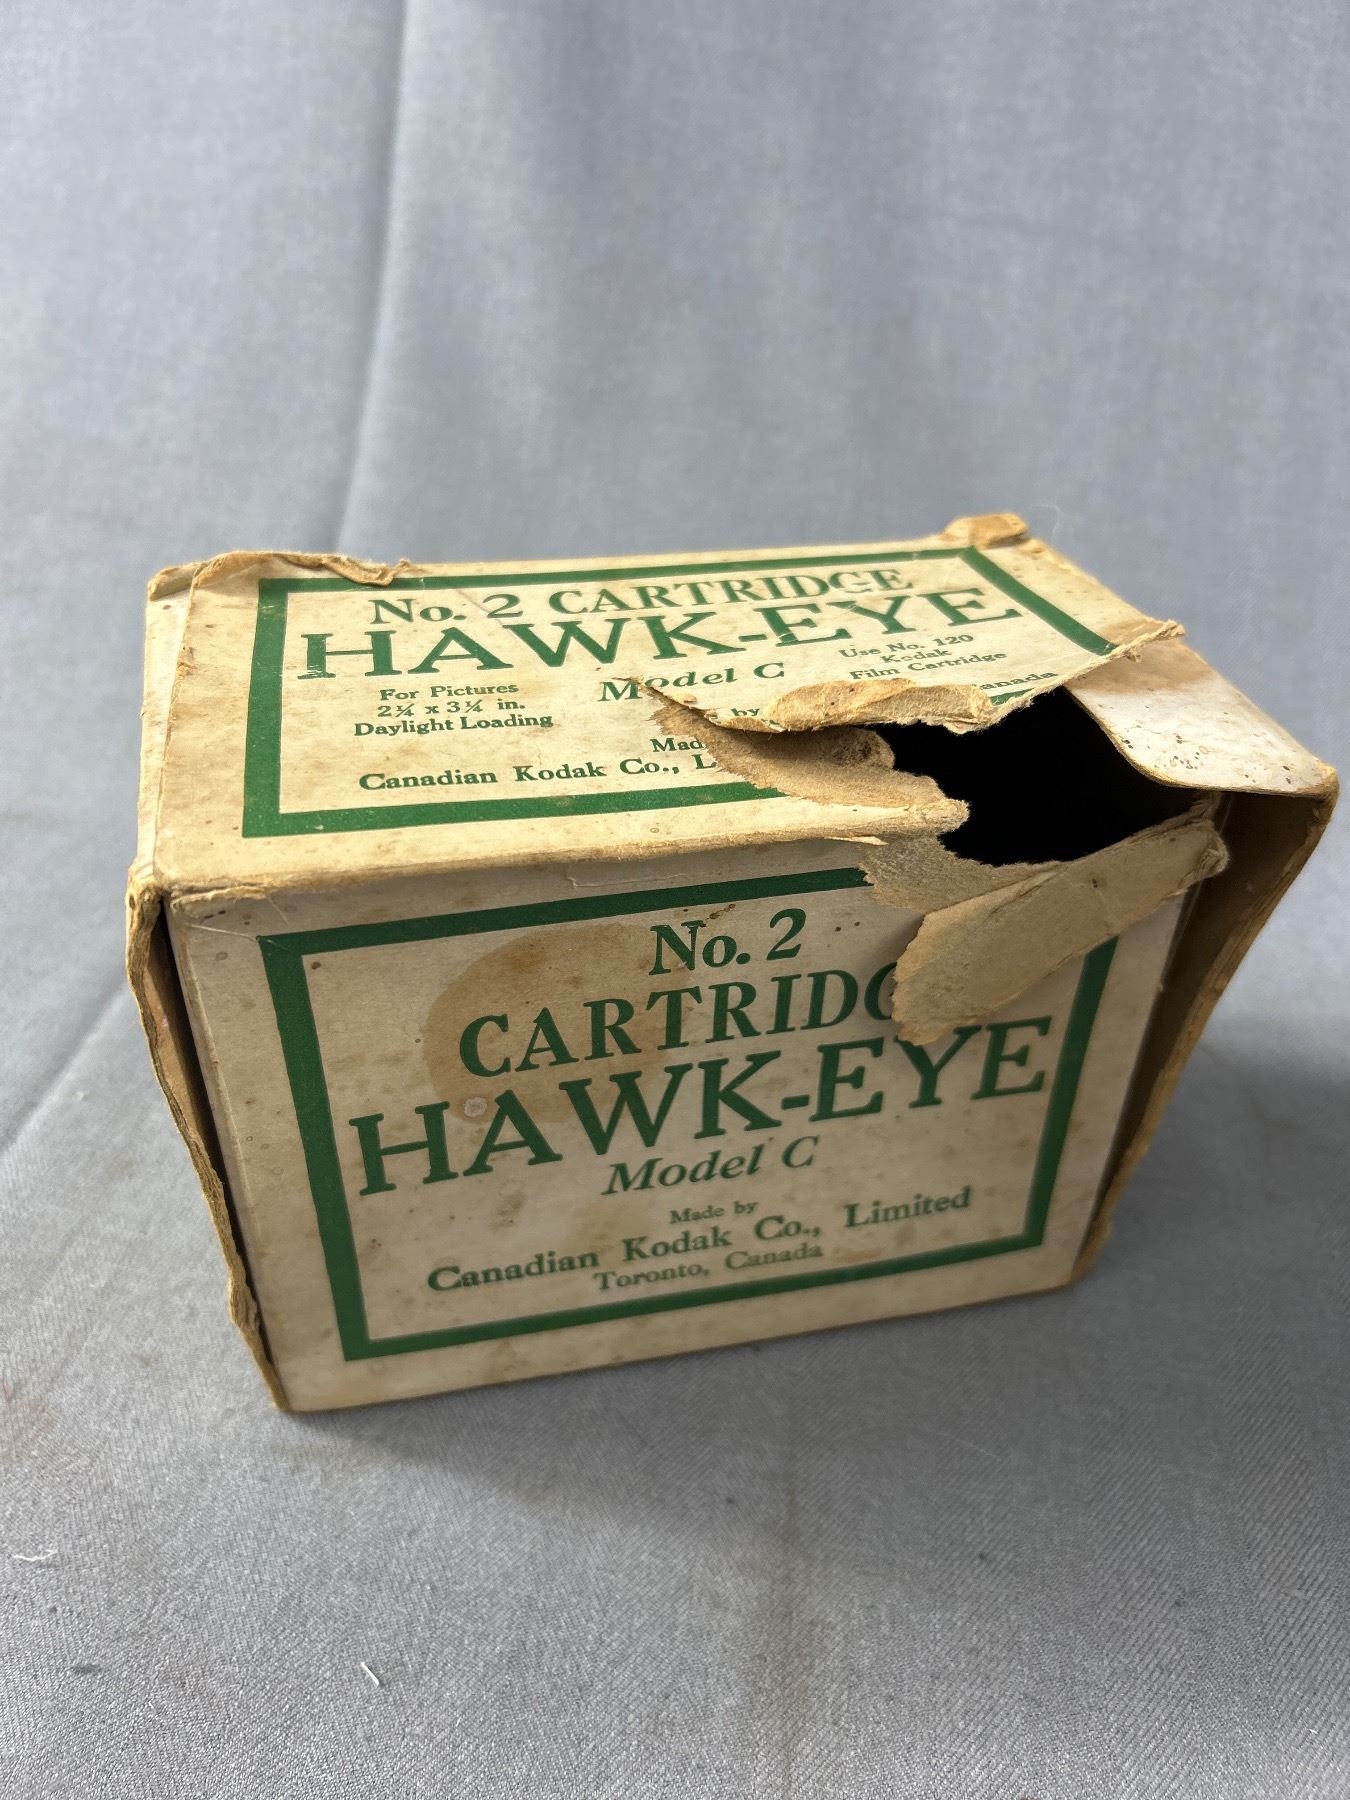 No. 2 CARTRIDGE
HAWK-EYE
Model C
For Pictures
2¼ x 3¼ in.
Daylight Loading
Use No. 120
Kodak
Film Cartridge
by
Canadian Kodak Co.,
Canada
No. 2
CARTRIDG
HAWK-EYE
Model C
Made by
Canadian Kodak Co., Limited
Toronto, Canada